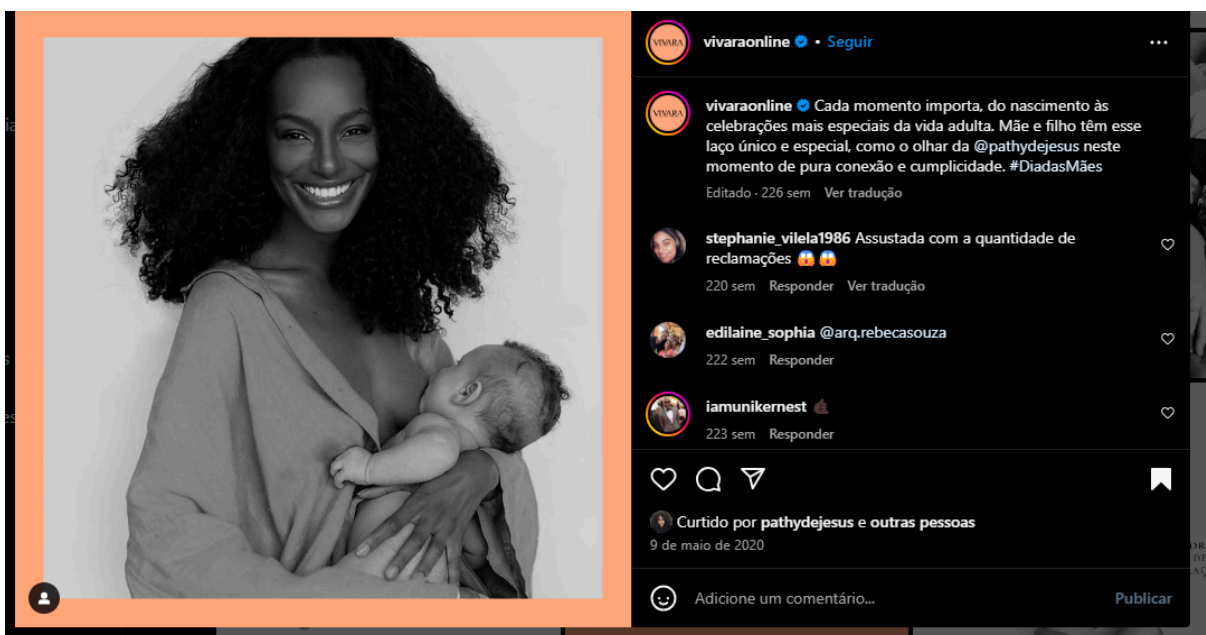 VIVARA
vivaraonline • Seguir
VIVARA
vivaraonline Cada momento importa, do nascimento às
celebrações mais especiais da vida adulta. Mãe e filho têm esse
laço único e especial, como o olhar da @pathydejesus neste
momento de pura conexão e cumplicidade. #DiadasMães
Editado · 226 sem Ver tradução
stephanie_vilela1986 Assustada com a quantidade de
reclamações 😱😱
220 sem Responder Ver tradução
edilaine_sophia @arq.rebecasouza
222 sem Responder
iamunikernest 🤙🏿
223 sem Responder
Curtido por pathydejesus e outras pessoas
9 de maio de 2020
Adicione um comentário...
Publicar